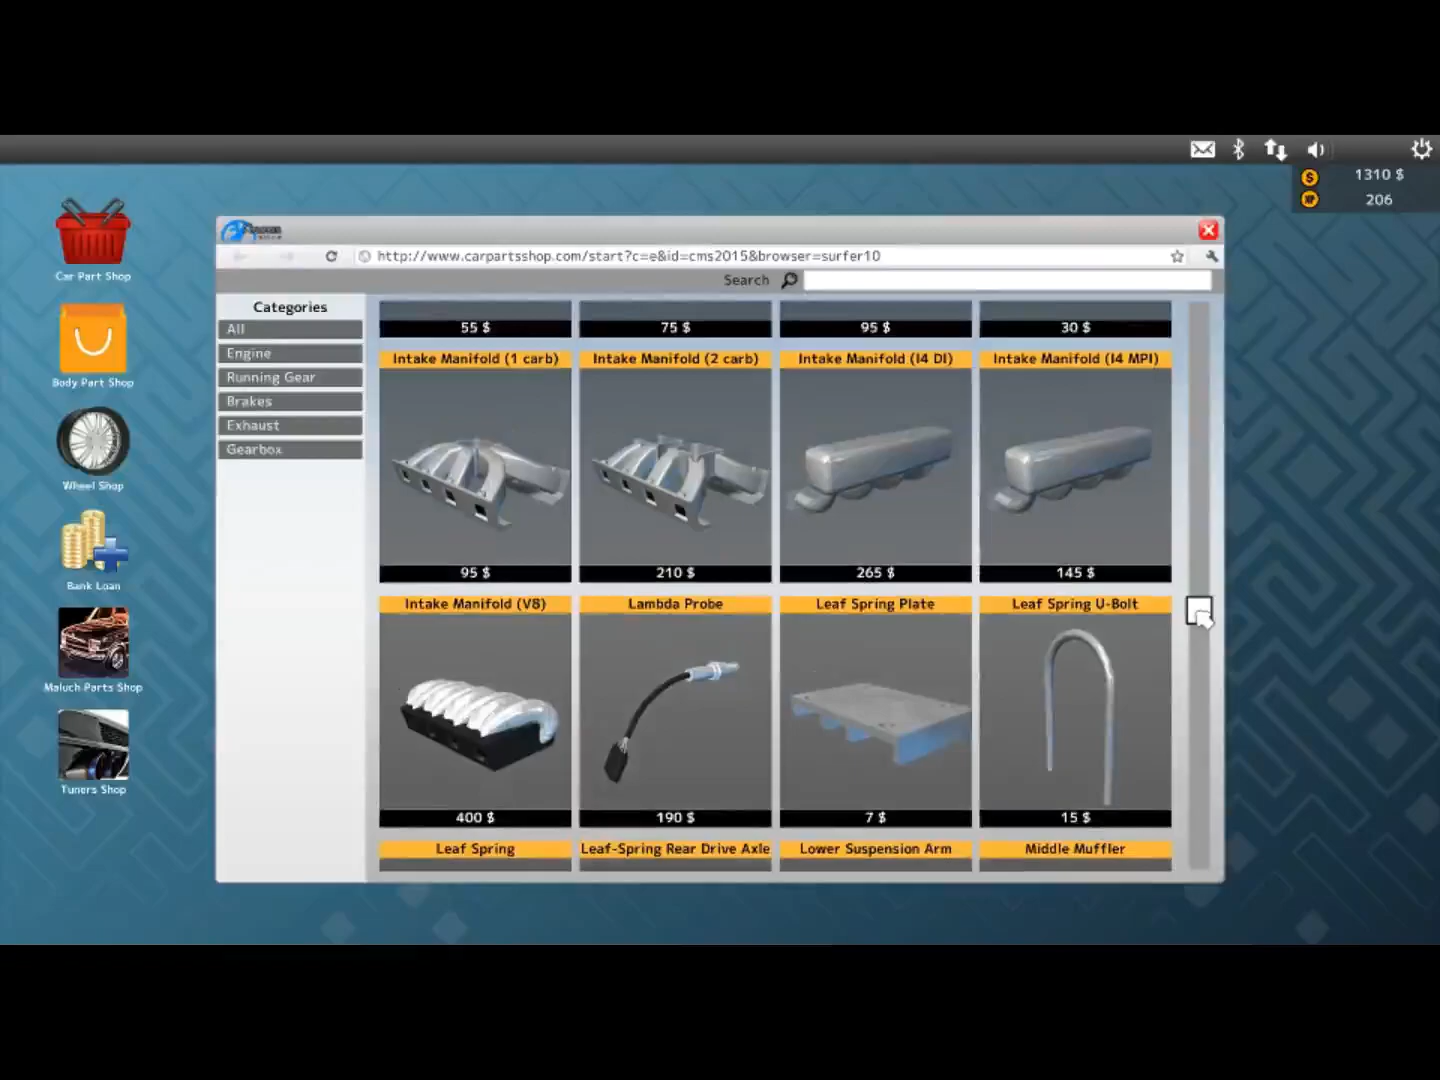 1310 $
206
Car Part Shop
Body Part Shop
Wheel Shop
Bank Loan
Maluch Parts Shop
Tuners Shop
http://www.carpartsshop.com/start?c=e&id=cms2015&browser=surfer10
Search
Categories
All
Engine
Running Gear
Brakes
Exhaust
Gearbox
55 $ 75 $ 95 $ 30 $
Intake Manifold (1 carb) Intake Manifold (2 carb) Intake Manifold (I4 DI) Intake Manifold (I4 MPI)
95 $ 210 $ 265 $ 145 $
Intake Manifold (V8) Lambda Probe Leaf Spring Plate Leaf Spring U-Bolt
400 $ 190 $ 7 $ 15 $
Leaf Spring Leaf-Spring Rear Drive Axle Lower Suspension Arm Middle Muffler